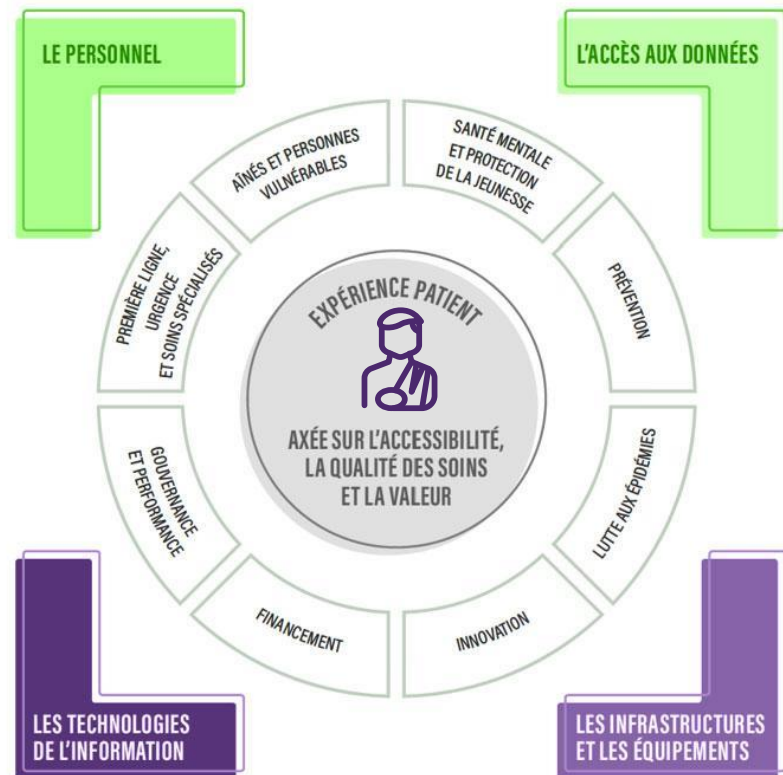 LE PERSONNEL
L'ACCÈS AUX DONNÉES
AÎNÉS ET PERSONNES
VULNÉRABLES
SANTÉ MENTALE
ET PROTECTION
DE LA JEUNESSE
PREMIÈRE LIGNE,
URGENCE
ET SOINS SPÉCIALISÉS
PRÉVENTION
EXPÉRIENCE PATIENT
AXÉE SUR L'ACCESSIBILITÉ,
LA QUALITÉ DES SOINS
ET LA VALEUR
GOUVERNANCE
ET PERFORMANCE
LUTTE AUX ÉPIDÉMIES
FINANCEMENT
INNOVATION
LES TECHNOLOGIES
DE L'INFORMATION
LES INFRASTRUCTURES
ET LES ÉQUIPEMENTS